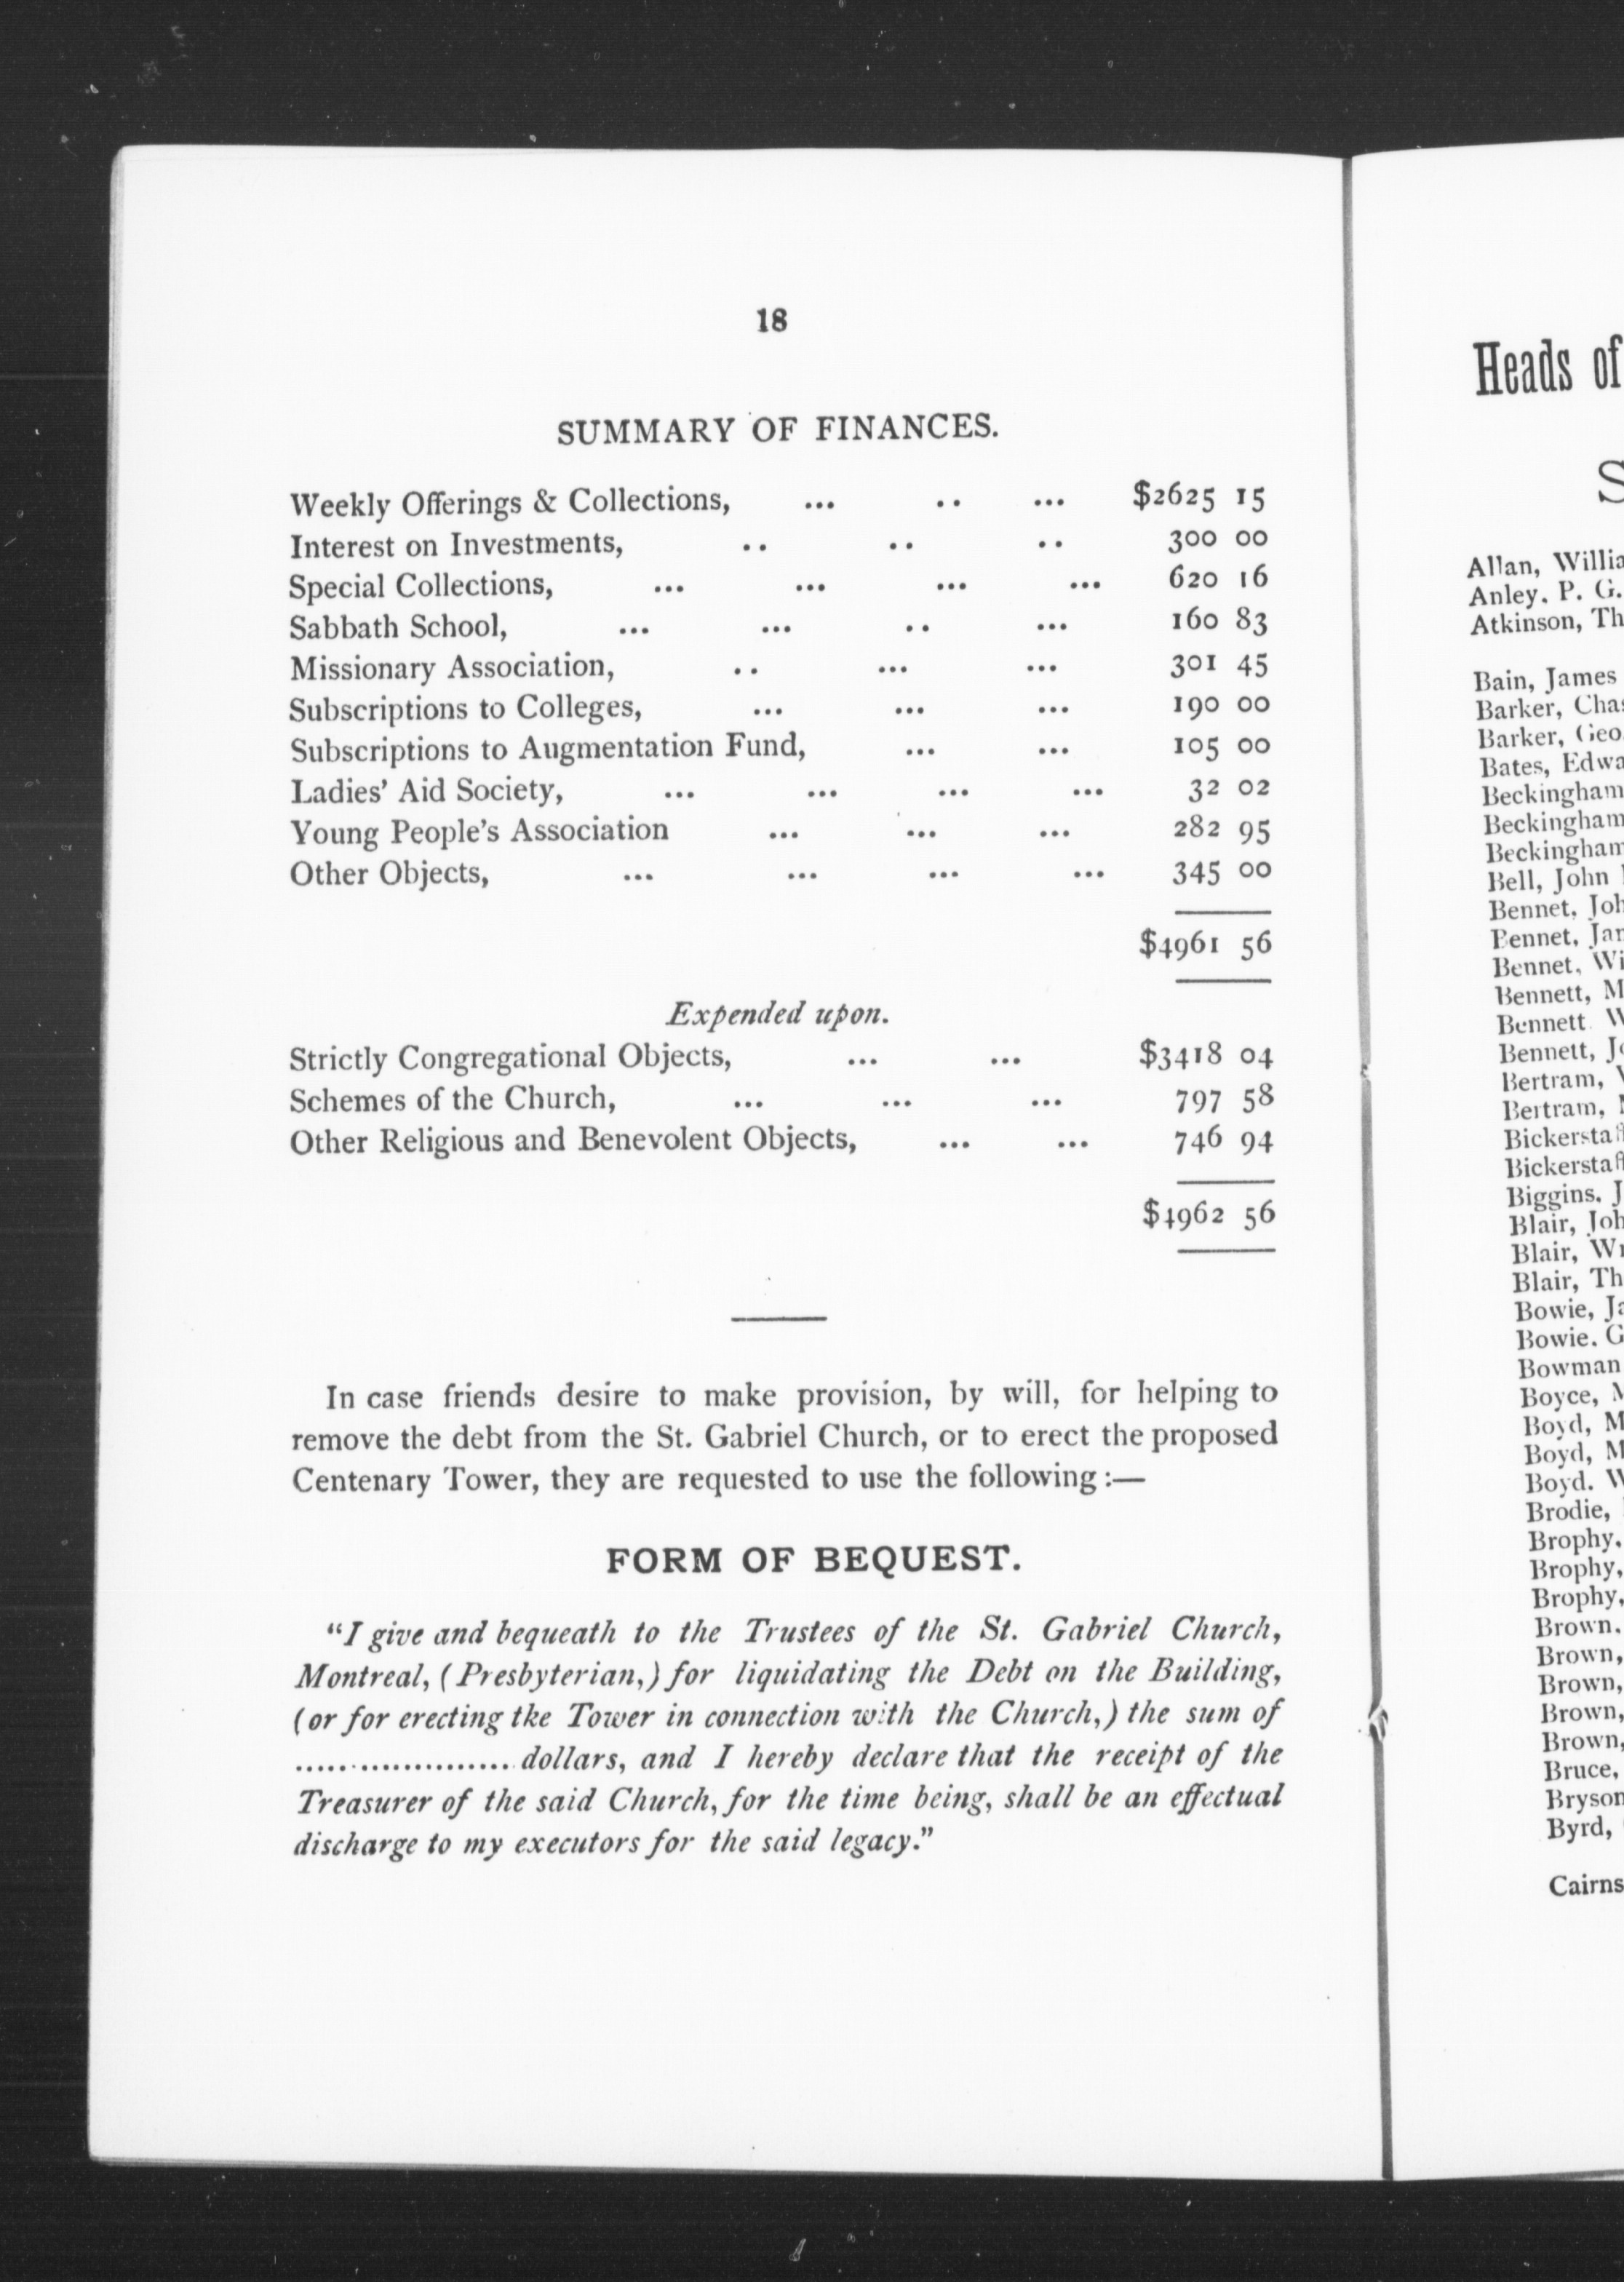 18
SUMMARY OF FINANCES.
Weekly Offerings & Collections, ... .. ... $2625 15
Interest on Investments, .. .. .. 300 00
Special Collections, ... ... ... ... 620 16
Sabbath School, ... ... .. ... 160 83
Missionary Association, .. ... ... 301 45
Subscriptions to Colleges, ... ... ... 190 00
Subscriptions to Augmentation Fund, ... ... 105 00
Ladies' Aid Society, ... ... ... ... 32 02
Young People's Association ... ... ... 282 95
Other Objects, ... ... ... ... 345 00
$4961 56
Expended upon.
Strictly Congregational Objects, ... ... $3418 04
Schemes of the Church, ... ... ... 797 58
Other Religious and Benevolent Objects, ... ... 746 94
$4962 56
In case friends desire to make provision, by will, for helping to
remove the debt from the St. Gabriel Church, or to erect the proposed
Centenary Tower, they are requested to use the following :—
FORM OF BEQUEST.
"I give and bequeath to the Trustees of the St. Gabriel Church,
Montreal, (Presbyterian,) for liquidating the Debt on the Building,
(or for erecting tke Tower in connection with the Church,) the sum of
..................... dollars, and I hereby declare that the receipt of the
Treasurer of the said Church, for the time being, shall be an effectual
discharge to my executors for the said legacy."
Heads of
S
Allan,
Anley. P. G.
Atkinson,
Bain, James
Barker,
Barker, Geo
Bates,
Beckingham
Beckingham
Beckingham
Bell, John
Bennet,
Bennet,
Bennet,
Bennett,
Bennett
Bennett,
Bertram,
Bertram,
Bickerstaff
Bickerstaff
Biggins.
Blair,
Blair,
Blair,
Bowie,
Bowie.
Bowman
Boyce,
Boyd,
Boyd,
Boyd.
Brodie,
Brophy.
Brophy,
Brophy,
Brown.
Brown,
Brown,
Brown,
Brown,
Bruce,
Bryson
Byrd,
Cairns